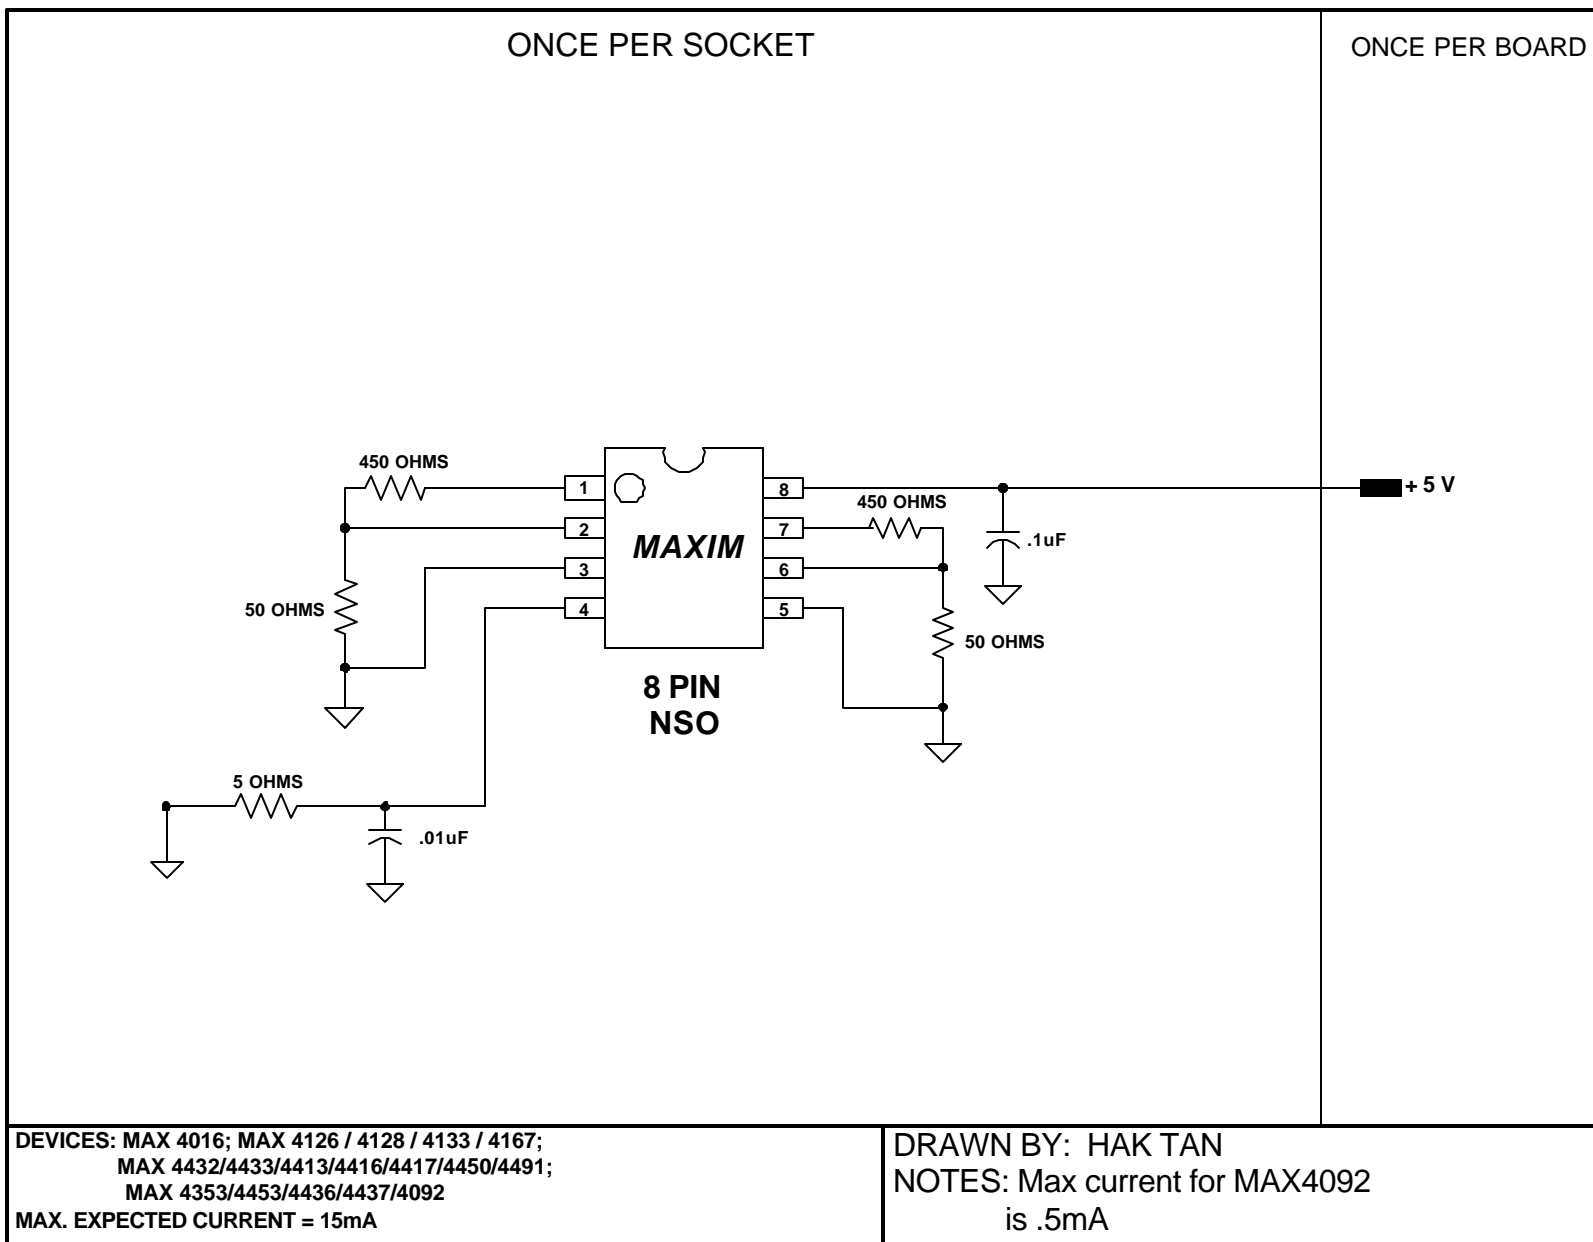 ONCE PER SOCKET
ONCE PER BOARD
450 OHMS
1
8
+ 5 V
450 OHMS
2
7
MAXIM
.1uF
3
6
50 OHMS
4
5
50 OHMS
8 PIN
NSO
5 OHMS
.01uF
DEVICES: MAX 4016; MAX 4126 / 4128 / 4133 / 4167;
MAX 4432/4433/4413/4416/4417/4450/4491;
MAX 4353/4453/4436/4437/4092
MAX. EXPECTED CURRENT = 15mA
DRAWN BY: HAK TAN
NOTES: Max current for MAX4092
is .5mA